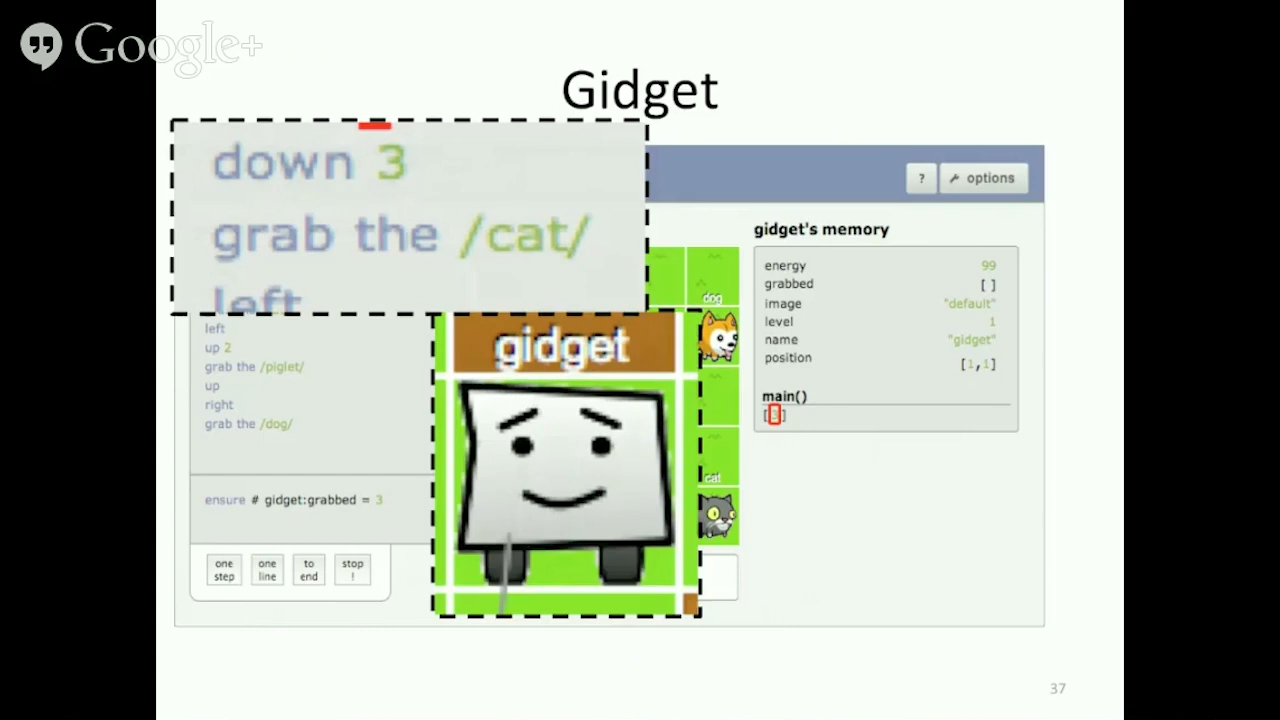 Google+
Gidget
down 3
grab the /cat/
left
? options
gidget's memory
energy 99
grabbed [ ]
image "default"
level 1
name "gidget"
position [1,1]
main()
[3]
dog
cat
gidget
left
up 2
grab the /piglet/
up
right
grab the /dog/
ensure # gidget:grabbed = 3
one step
one line
to end
stop !
37